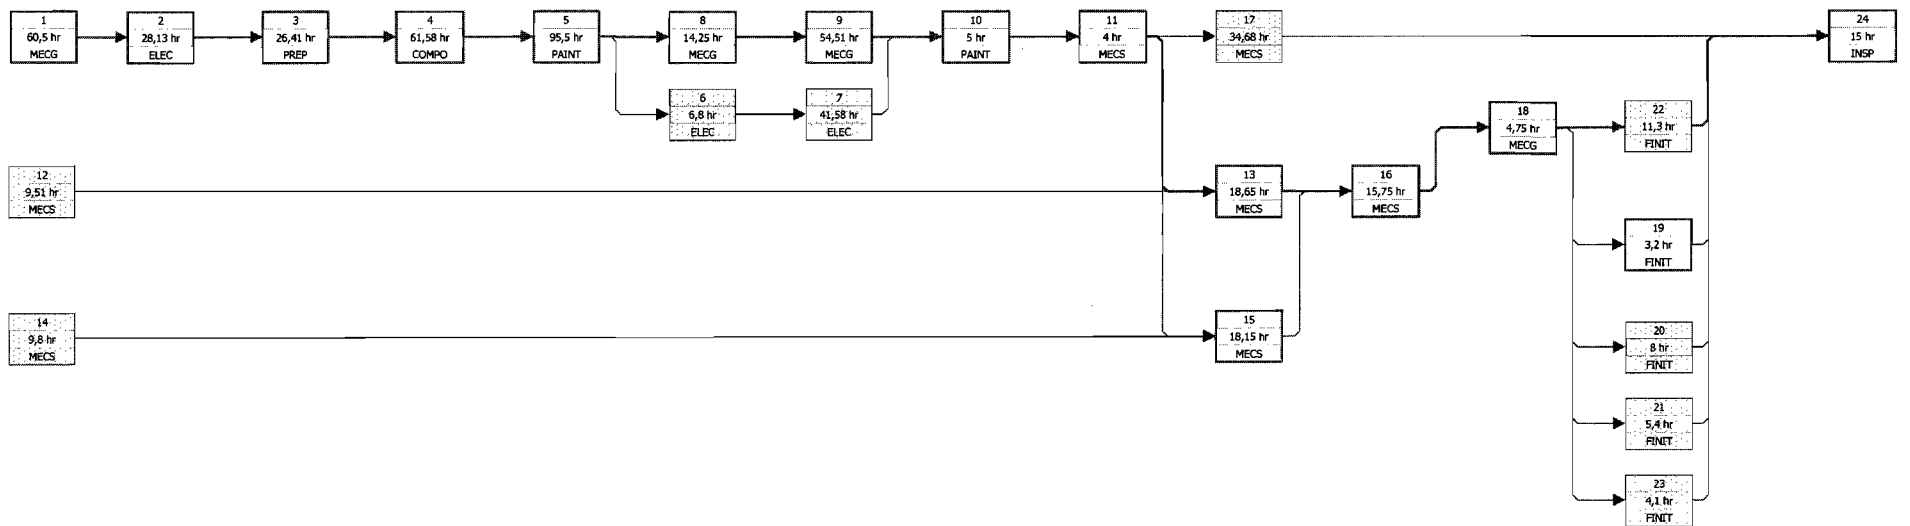 1
60,5 hr
MECG
2
28,13 hr
ELEC
3
26,41 hr
PREP
4
61,58 hr
COMPO
5
95,5 hr
PAINT
8
14,25 hr
MECG
9
54,51 hr
MECG
10
5 hr
PAINT
11
4 hr
MECS
17
34,68 hr
MECS
24
15 hr
INSP
6
6,8 hr
ELEC
7
41,58 hr
ELEC
18
4,75 hr
MECG
22
11,3 hr
FINIT
12
9,51 hr
MECS
13
18,65 hr
MECS
16
15,75 hr
MECS
19
3,2 hr
FINIT
14
9,8 hr
MECS
15
18,15 hr
MECS
20
8 hr
FINIT
21
5,4 hr
FINIT
23
4,1 hr
FINIT